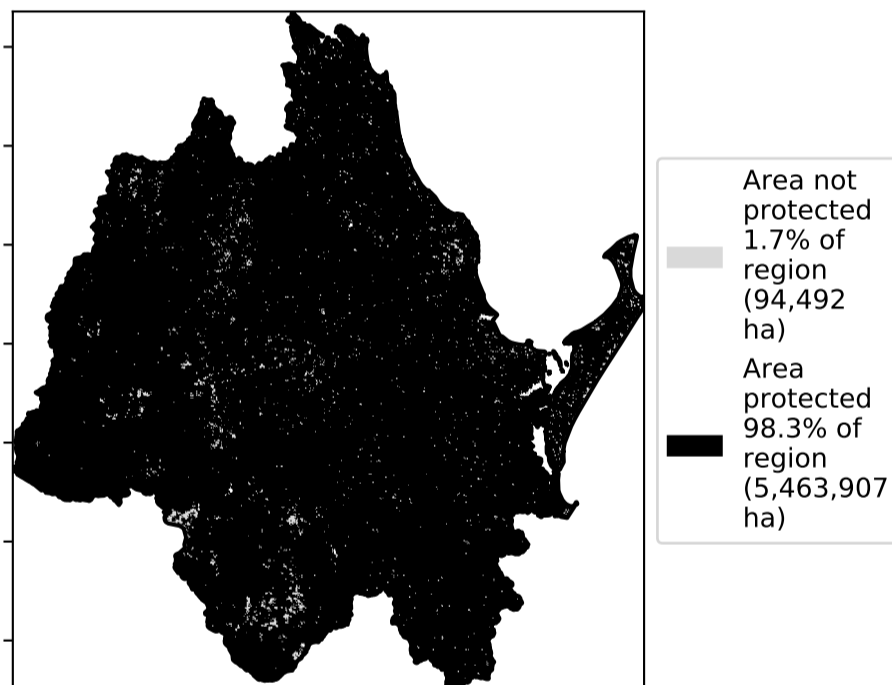 Area not
protected
1.7% of
region
(94,492
ha)
Area
protected
98.3% of
region
(5,463,907
ha)